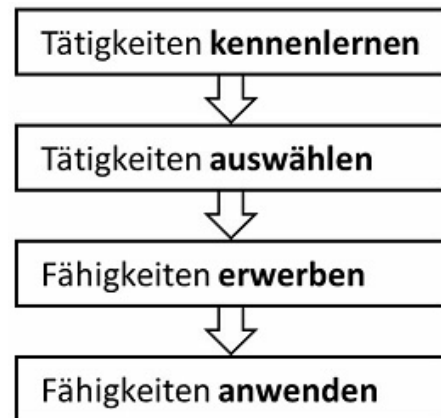 Tätigkeiten kennenlernen
Tätigkeiten auswählen
Fähigkeiten erwerben
Fähigkeiten anwenden